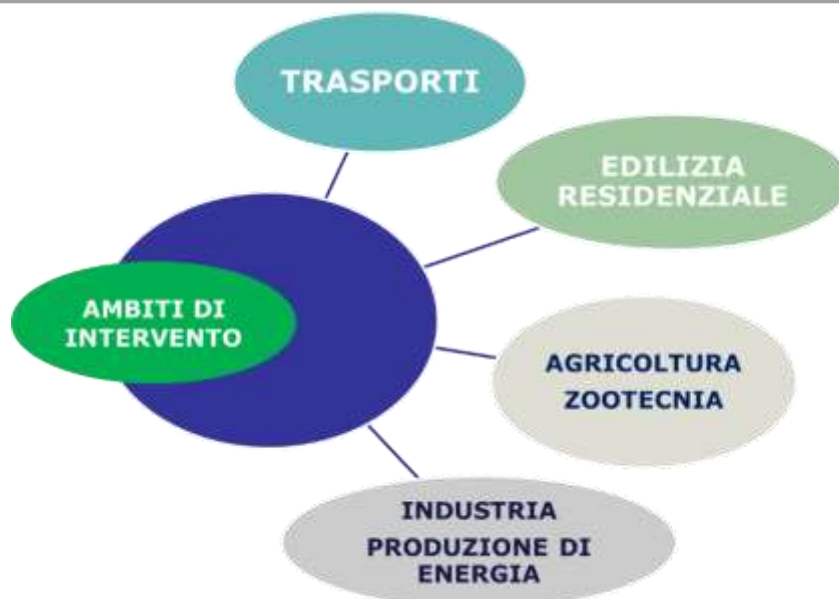 TRASPORTI
EDILIZIA
RESIDENZIALE
AMBITI DI
INTERVENTO
AGRICOLTURA
ZOOTECNIA
INDUSTRIA
PRODUZIONE DI
ENERGIA